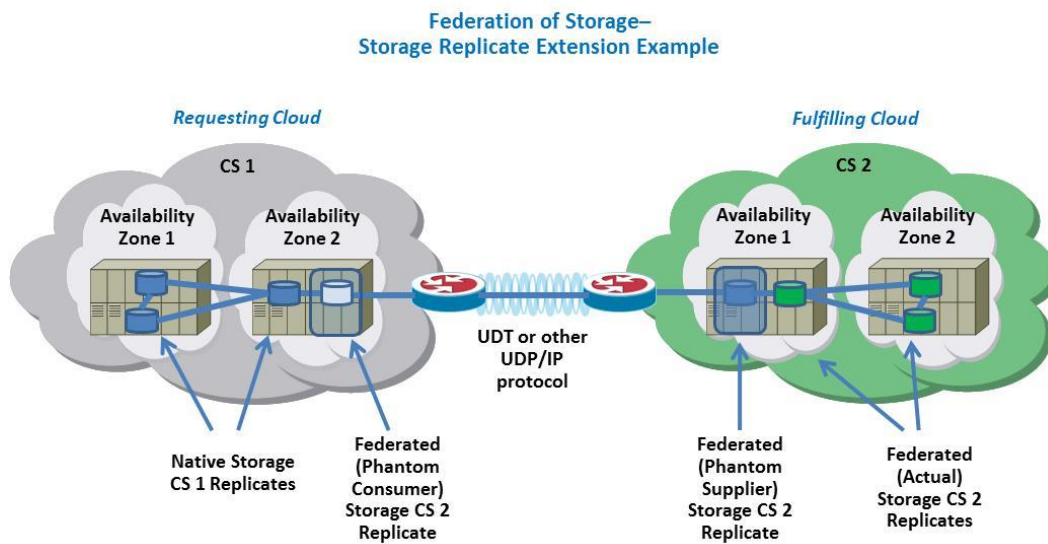 Federation of Storage–
Storage Replicate Extension Example
Requesting Cloud
Fulfilling Cloud
CS 1
CS 2
Availability
Zone 1
Availability
Zone 2
Availability
Zone 1
Availability
Zone 2
UDT or other
UDP/IP
protocol
Native Storage
CS 1 Replicates
Federated
(Phantom
Consumer)
Storage CS 2
Replicate
Federated
(Phantom
Supplier)
Storage CS 2
Replicate
Federated
(Actual)
Storage CS 2
Replicates